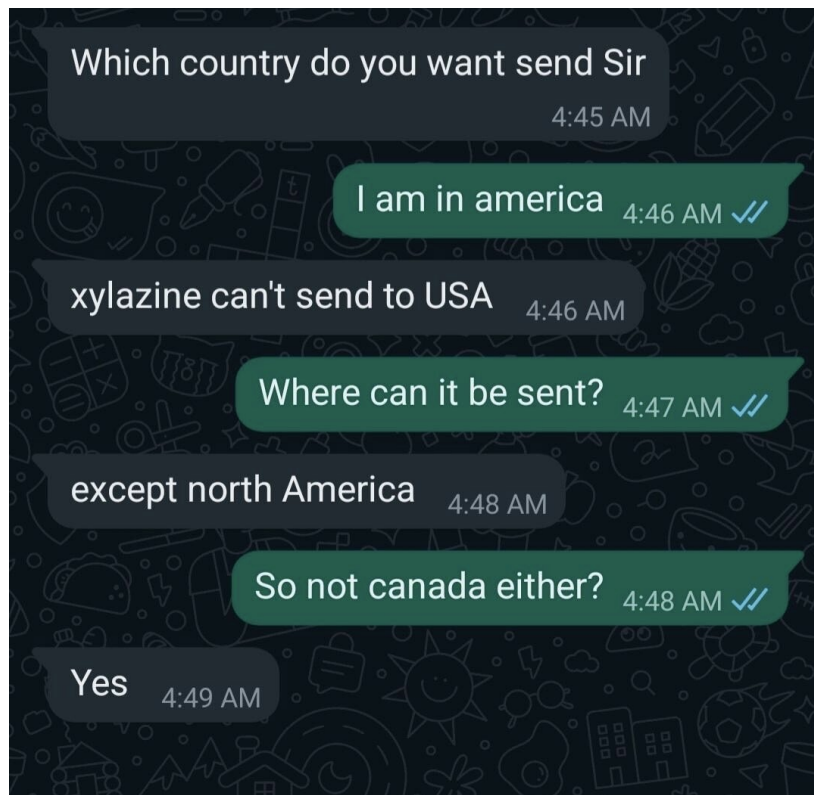 Which country do you want send Sir
4:45 AM
I am in america 4:46 AM
xylazine can't send to USA 4:46 AM
Where can it be sent? 4:47 AM
except north America 4:48 AM
So not canada either? 4:48 AM
Yes 4:49 AM